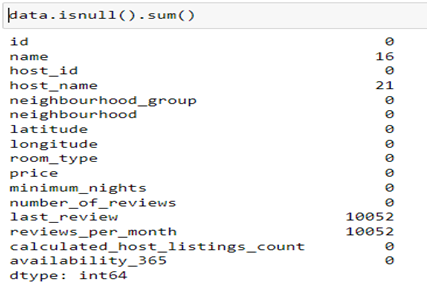 data.isnull().sum()
id 0
name 16
host_id 0
host_name 21
neighbourhood_group 0
neighbourhood 0
latitude 0
longitude 0
room_type 0
price 0
minimum_nights 0
number_of_reviews 0
last_review 10052
reviews_per_month 10052
calculated_host_listings_count 0
availability_365 0
dtype: int64